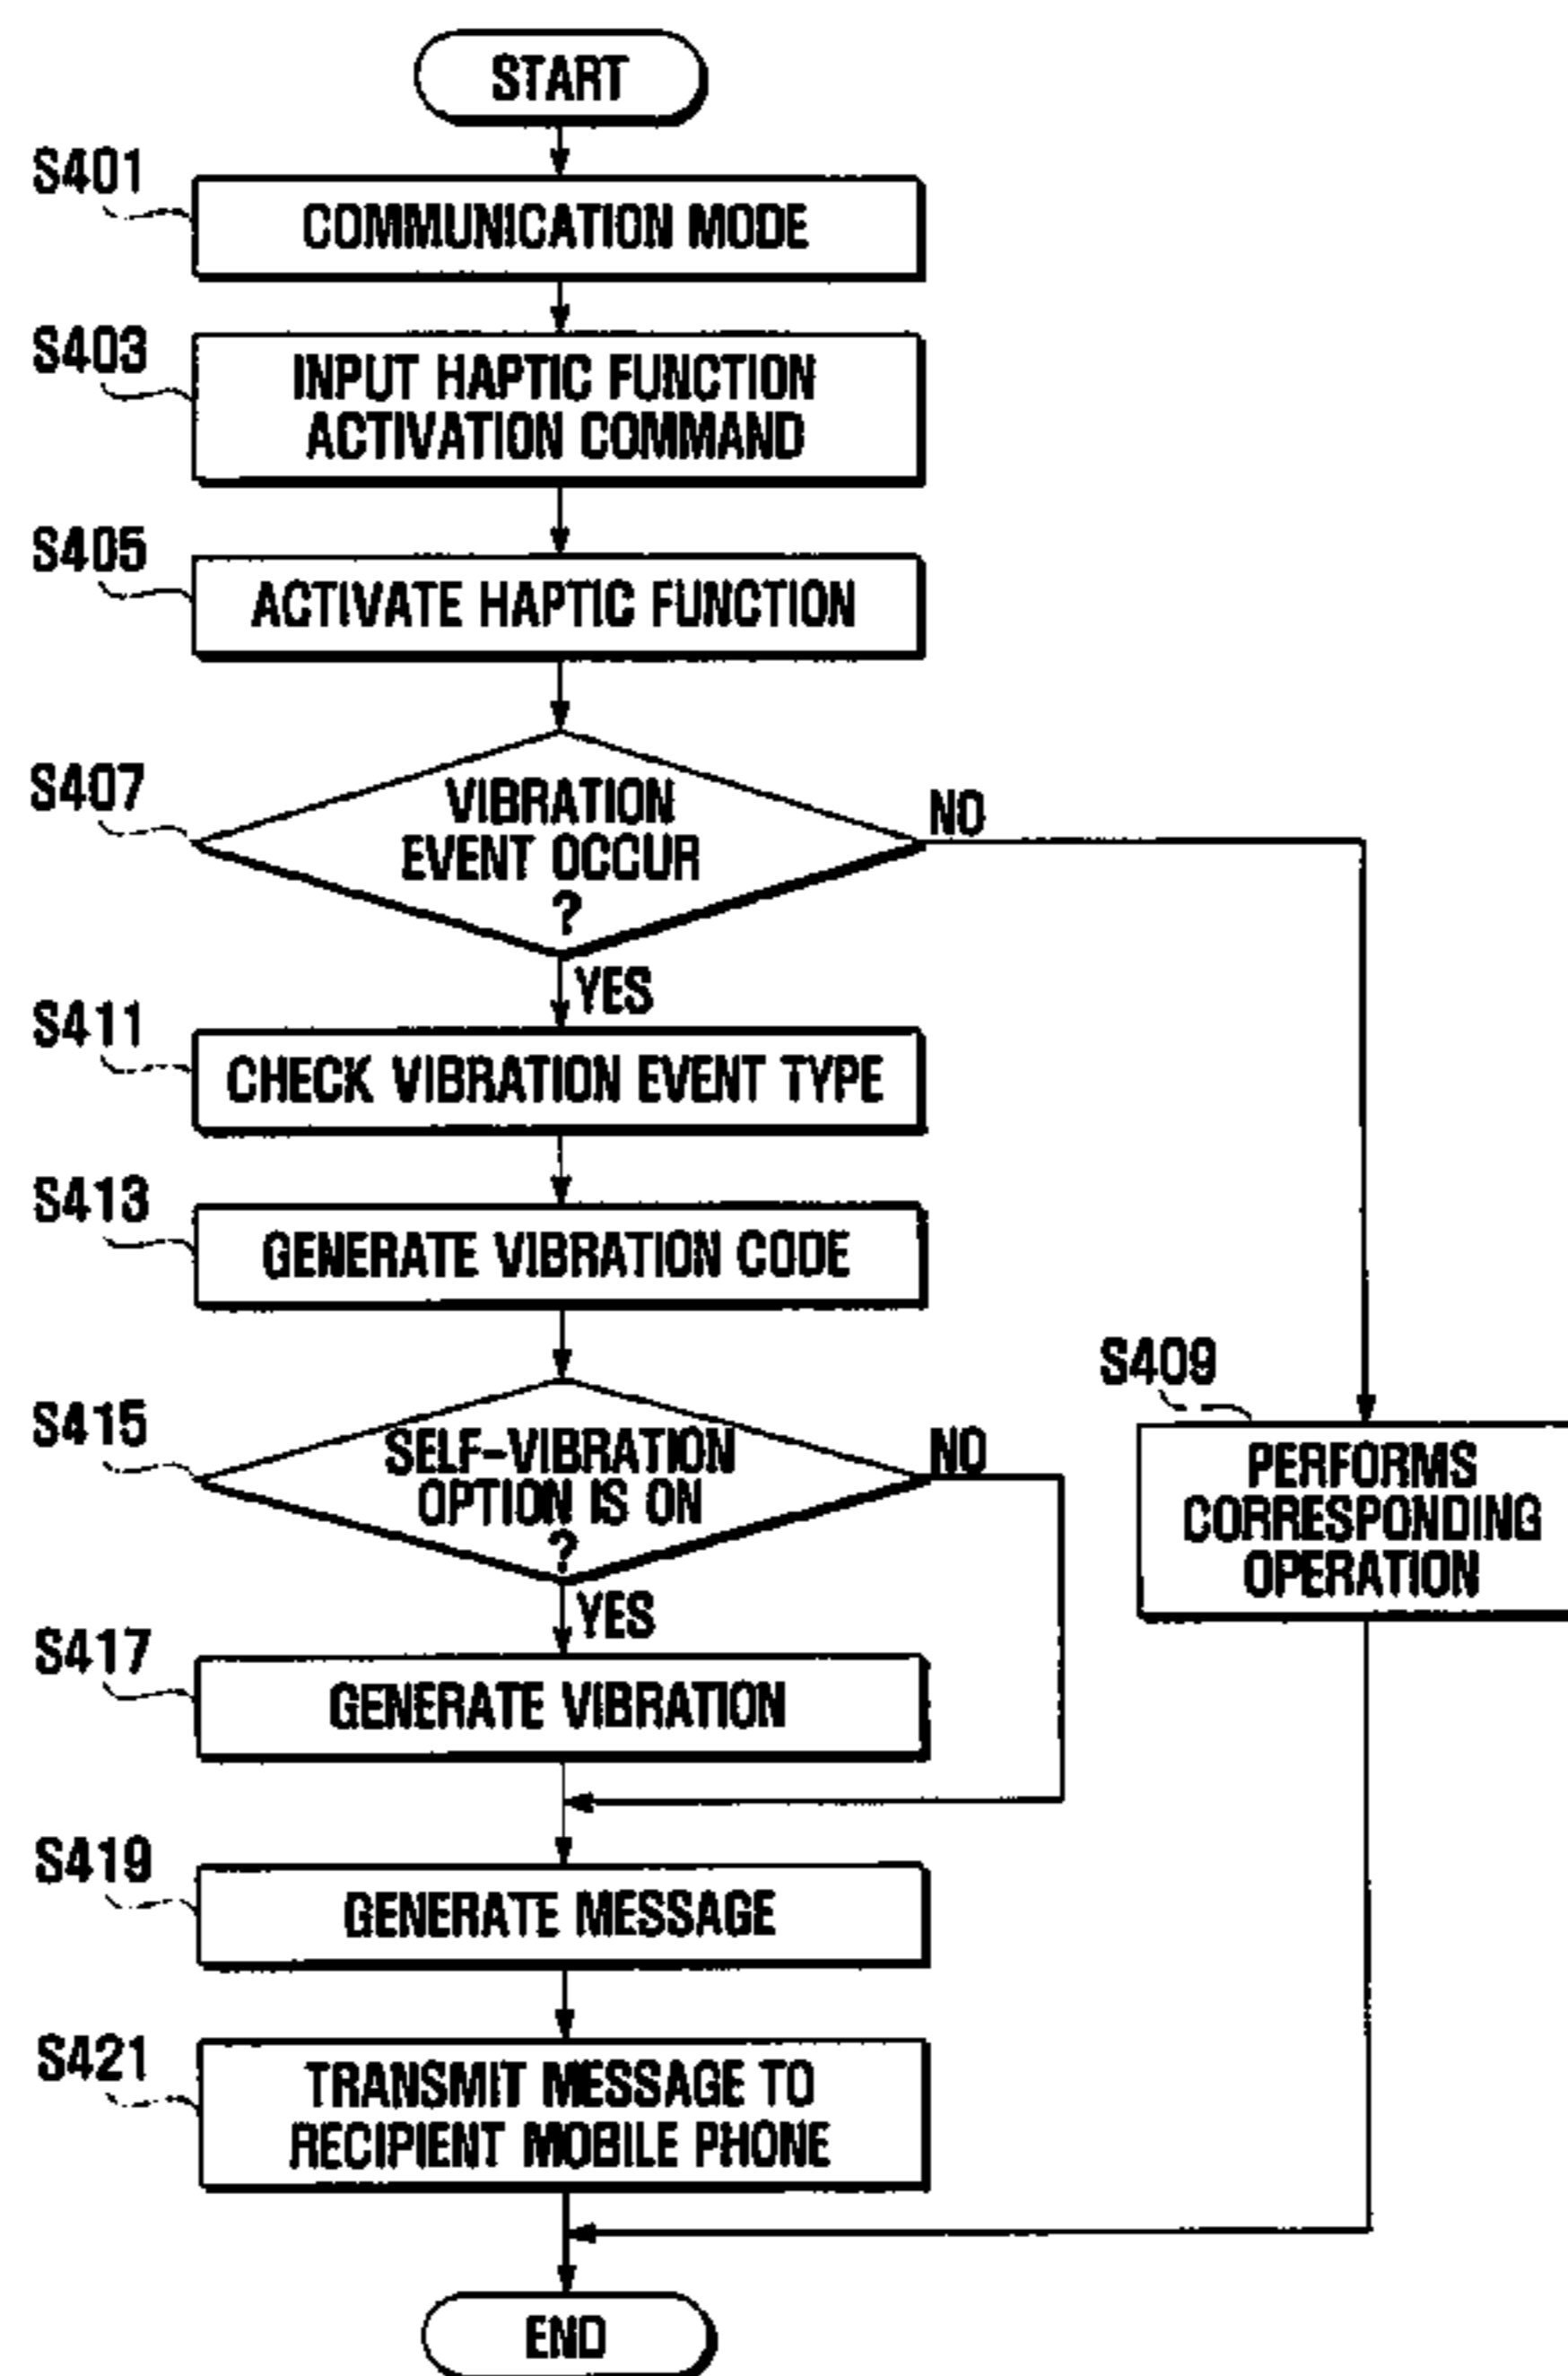 START
S401
COMMUNICATION MODE
S403
INPUT HAPTIC FUNCTION
ACTIVATION COMMAND
S405
ACTIVATE HAPTIC FUNCTION
S407
VIBRATION
EVENT OCCUR
?
NO
YES
S411
CHECK VIBRATION EVENT TYPE
S413
GENERATE VIBRATION CODE
S409
PERFORMS
CORRESPONDING
OPERATION
S415
SELF-VIBRATION
OPTION IS ON
?
NO
YES
S417
GENERATE VIBRATION
S419
GENERATE MESSAGE
S421
TRANSMIT MESSAGE TO
RECIPIENT MOBILE PHONE
END